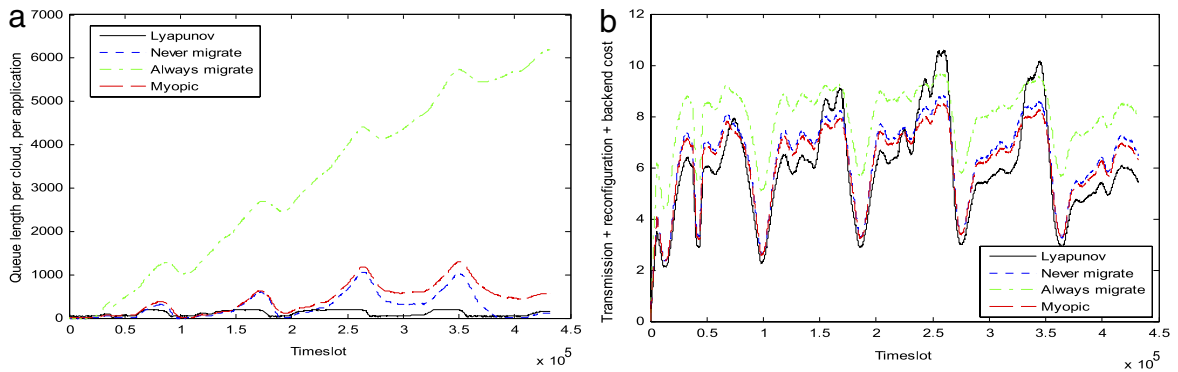 a
Queue length per cloud, per application
7000
6000
5000
4000
3000
2000
1000
0
Lyapunov
Never migrate
Always migrate
Myopic
0 0.5 1 1.5 2 2.5 3 3.5 4 4.5
Timeslot
× 10^5
b
Transmission + reconfiguration + backend cost
12
10
8
6
4
2
0
Lyapunov
Never migrate
Always migrate
Myopic
0 0.5 1 1.5 2 2.5 3 3.5 4 4.5
Timeslot
× 10^5